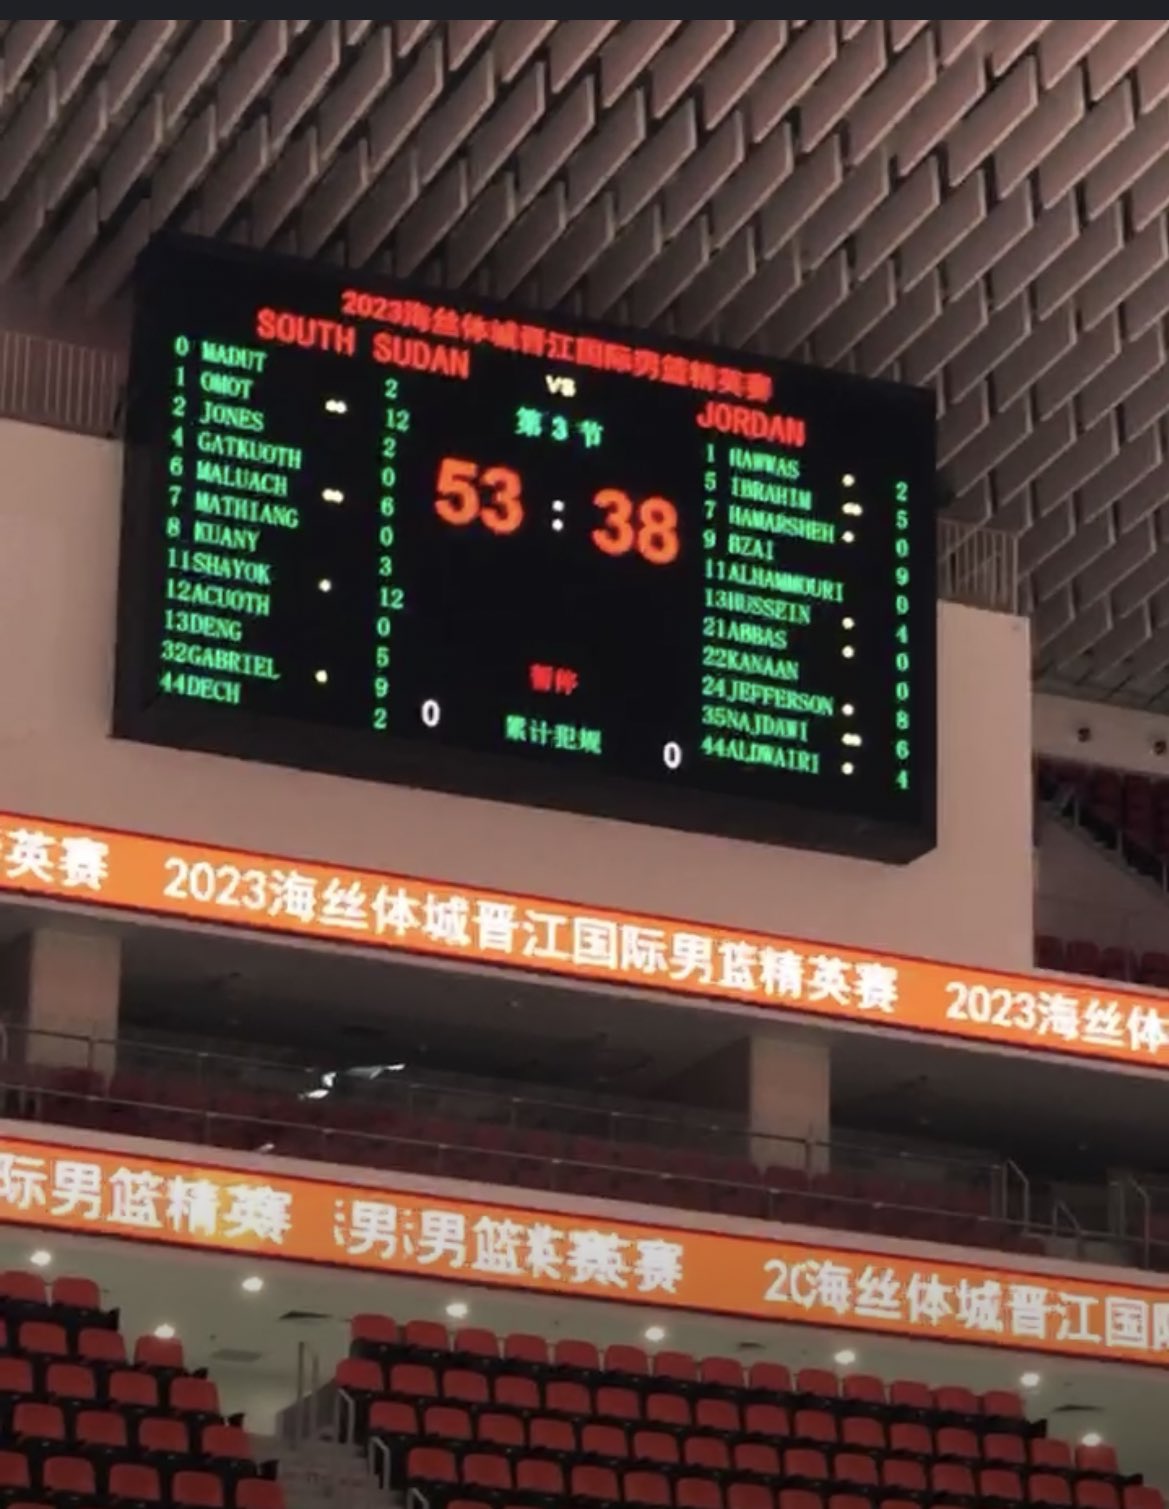 2023海丝体城晋江国际男篮精英赛
SOUTH SUDAN
VS
JORDAN
第3节
53 : 38
暂停
累计犯规
0
0
0 MADUT 2
1 OMOT 12
2 JONES 2
4 GATKUOTH 0
6 MALUACH 6
7 MATHIANG 0
8 KUANY 3
11SHAYOK 12
12ACUOTH 0
13DENG 5
32GABRIEL 9
44DECH 2
1 HAWWAS 2
5 IBRAHIM 5
7 HAMARSHEH 0
9 BZAI 9
11ALHAMMOURI 0
13HUSSEIN 4
21ABBAS 0
22KANAAN 0
24JEFFERSON 8
35NAJDAWI 6
44ALDWAIRI 4
英赛 2023海丝体城晋江国际男篮精英赛 2023海丝体
际男篮精英赛 男 男篮 英赛 海丝体城晋江国